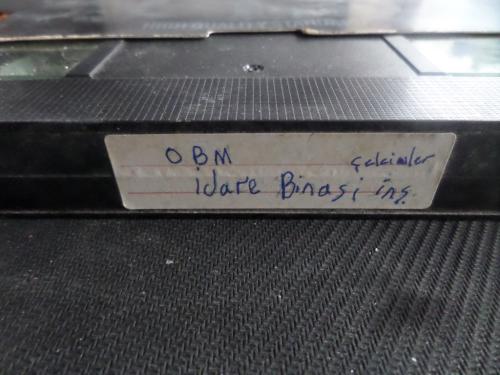 OBM çekimler
idare Binası inş.